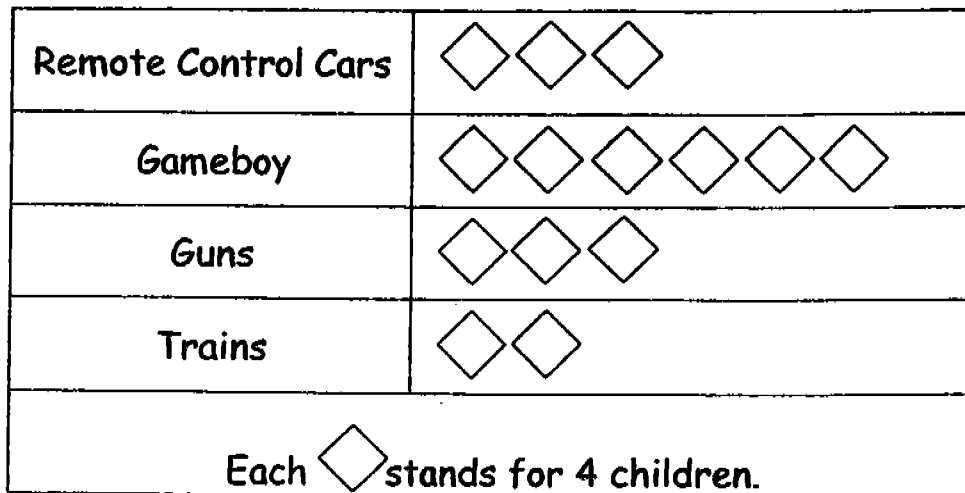 Remote Control Cars
Gameboy
Guns
Trains
Each stands for 4 children.